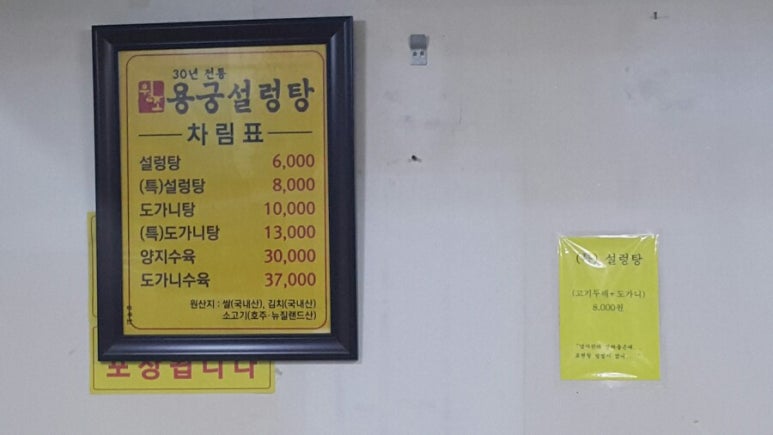 30년 전통
원조 용궁설렁탕
차림표
설렁탕 6,000
(특)설렁탕 8,000
도가니탕 10,000
(특)도가니탕 13,000
양지수육 30,000
도가니수육 37,000
원산지 : 쌀(국내산), 김치(국내산)
소고기(호주·뉴질랜드산)
포장됩니다
(특) 설렁탕
(고기두배+도가니)
8.000원